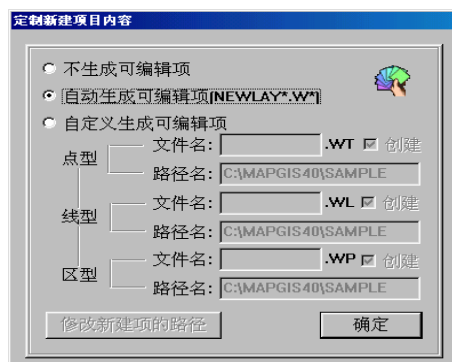 定制新建项目内容
不生成可编辑项
自动生成可编辑项(NEWLAY*.W*)
自定义生成可编辑项
点型 文件名: .WT 创建
路径名: C:\MAPGIS40\SAMPLE
线型 文件名: .WL 创建
路径名: C:\MAPGIS40\SAMPLE
区型 文件名: .WP 创建
路径名: C:\MAPGIS40\SAMPLE
修改新建项的路径 确定